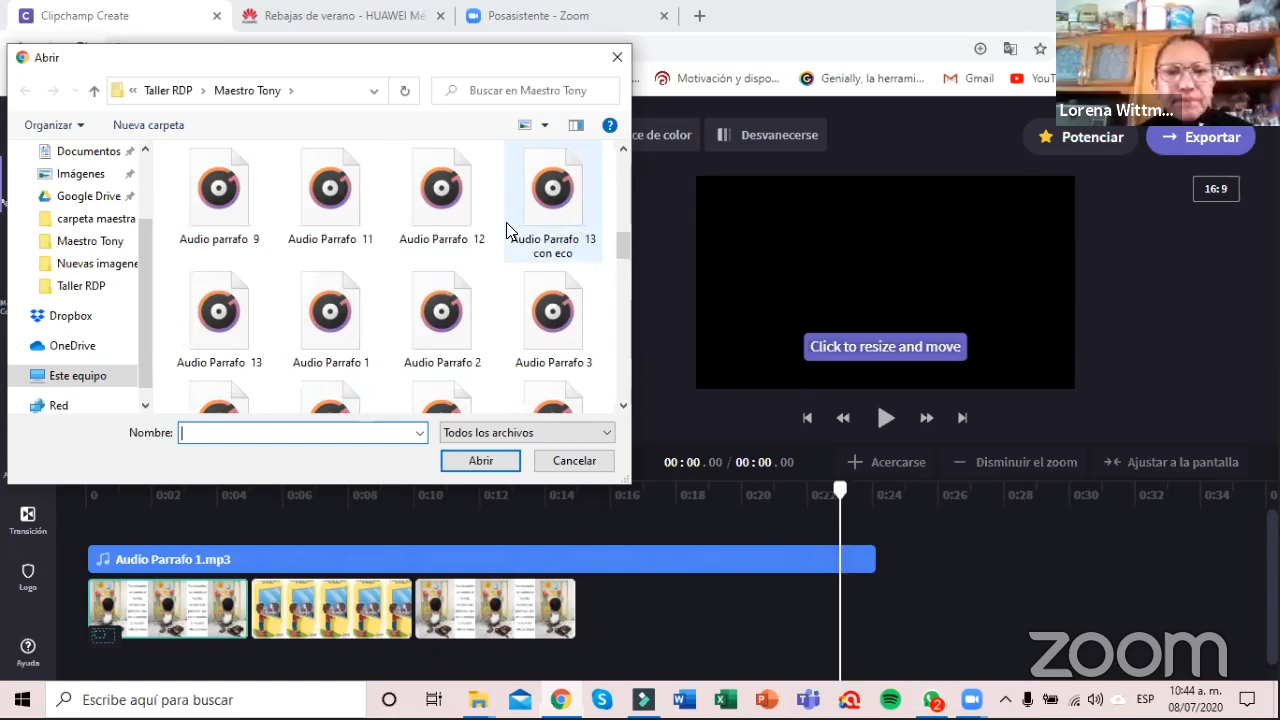 Clipchamp Create
Rebajas de verano - HUAWEI Mé
Posasistente - Zoom
Abrir
Taller RDP
Maestro Tony
Buscar en Maestro Tony
Motivación y dispo...
Genially, la herrami...
Gmail
Lorena Wittm...
Organizar
Nueva carpeta
ce de color
Desvanecerse
Potenciar
Exportar
Documentos
Imágenes
Google Drive
carpeta maestra
Maestro Tony
Nuevas imagene
Taller RDP
Dropbox
OneDrive
Este equipo
Red
Audio parrafo 9
Audio Parrafo 11
Audio Parrafo 12
Audio Parrafo 13
con eco
Audio Parrafo 13
Audio Parrafo 1
Audio Parrafo 2
Audio Parrafo 3
16:9
Click to resize and move
Nombre:
Todos los archivos
Abrir
Cancelar
00:00.00 / 00:00.00
Acercarse
Disminuir el zoom
Ajustar a la pantalla
0
0:02
0:04
0:06
0:08
0:10
0:12
0:14
0:16
0:18
0:20
0:24
0:26
0:28
0:30
0:32
0:34
Transición
Audio Parrafo 1.mp3
Logo
Ayuda
zoom
Escribe aquí para buscar
2
ESP
10:44 a. m.
08/07/2020